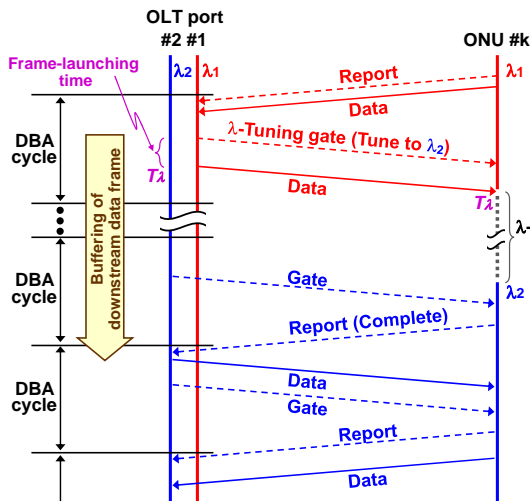 OLT port
#2 #1
ONU #k
Frame-launching
time
λ2
λ1
λ1
Report
Data
λ-Tuning gate (Tune to λ2)
DBA
cycle
Tλ
Data
Tλ
Buffering of
downstream data frame
λ-
DBA
cycle
Gate
λ2
Report (Complete)
Data
DBA
cycle
Gate
Report
Data